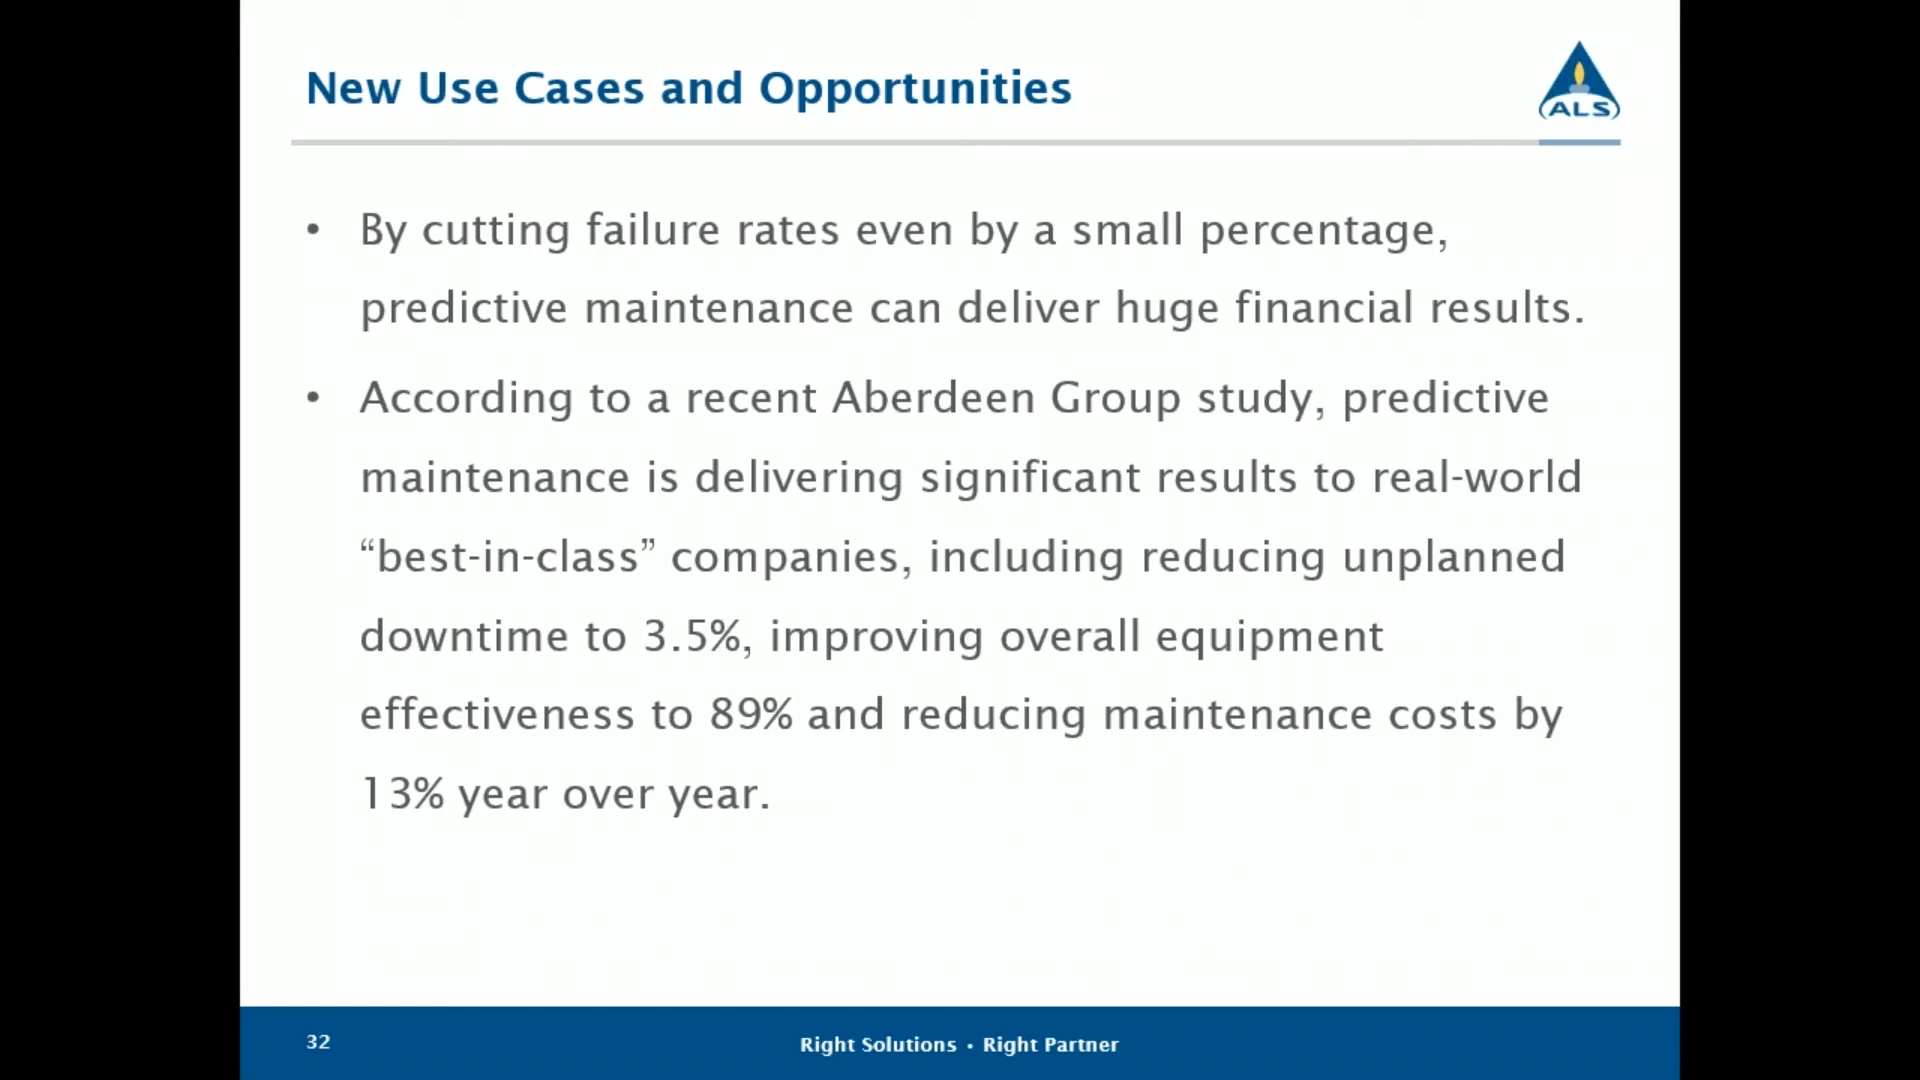 New Use Cases and Opportunities
ALS
• By cutting failure rates even by a small percentage,
predictive maintenance can deliver huge financial results.
• According to a recent Aberdeen Group study, predictive
maintenance is delivering significant results to real-world
“best-in-class” companies, including reducing unplanned
downtime to 3.5%, improving overall equipment
effectiveness to 89% and reducing maintenance costs by
13% year over year.
32
Right Solutions • Right Partner